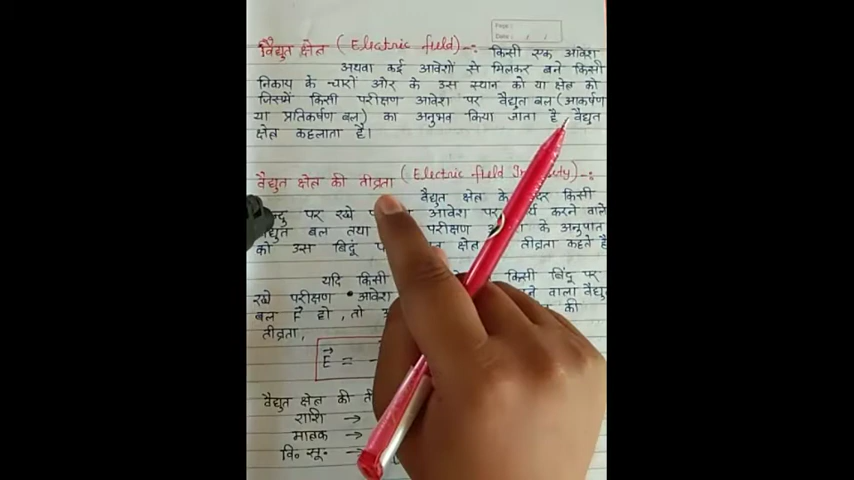 Page :
Date : / /
वैद्युत क्षेत्र ( Electric field) -: किसी एक आवेश
अथवा कई आवेशों से मिलकर बने किसी
निकाय के चारों ओर के उस स्थान को या क्षेत्र को
जिसमें किसी परीक्षण आवेश पर वैद्युत बल (आकर्षण
या प्रतिकर्षण बल) का अनुभव किया जाता है वैद्युत
क्षेत्र कहलाता है।
वैद्युत क्षेत्र की तीव्रता ( Electric field
वैद्युत क्षेत्र के किसी
पर रखे आवेश पर करने वाले
बल तथा परीक्षण के अनुपात
को उस बिंदू क्षेत्र तीव्रता कहते है
यदि किसी किसी बिंदू पर
रखे परीक्षण आवेश वाला वैद्युत
बल F⃗ हो , तो की
तीव्रता,
E⃗ =
वैद्युत क्षेत्र की
राशि →
मात्रक →
वि० सू० →